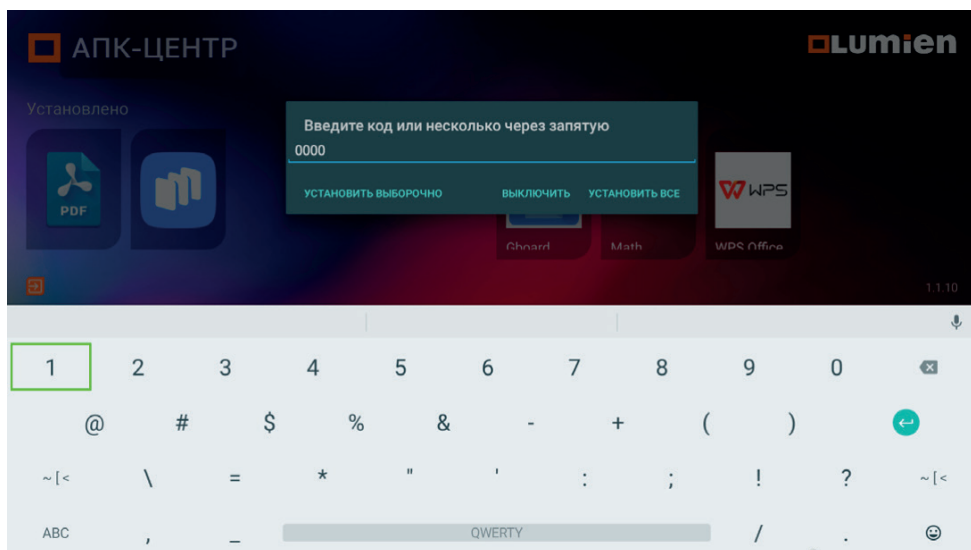 АПК-ЦЕНТР
Lumien
Установлено
Введите код или несколько через запятую
0000
УСТАНОВИТЬ ВЫБОРОЧНО ВЫКЛЮЧИТЬ УСТАНОВИТЬ ВСЕ
PDF
WPS
Gboard Math WPS Office
1.1.10
1 2 3 4 5 6 7 8 9 0
@ # $ % & - + ( )
~ [ < \ = * " ' : ; ! ? ~ [ <
ABC , _ QWERTY / .